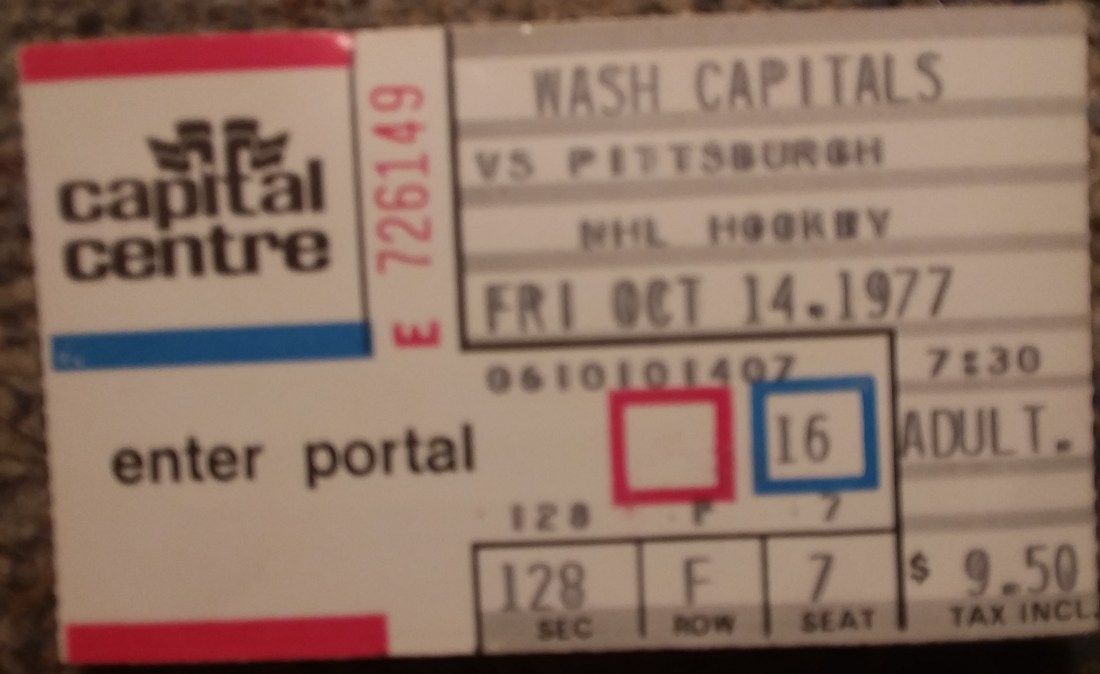 capital
centre
E 726149
WASH CAPITALS
VS PITTSBURGH
NHL HOCKEY
FRI OCT 14.1977
0610101407
7:30
enter portal
16
ADULT.
128 F 7
128 F 7
$ 9.50
SEC ROW SEAT
TAX INCL.